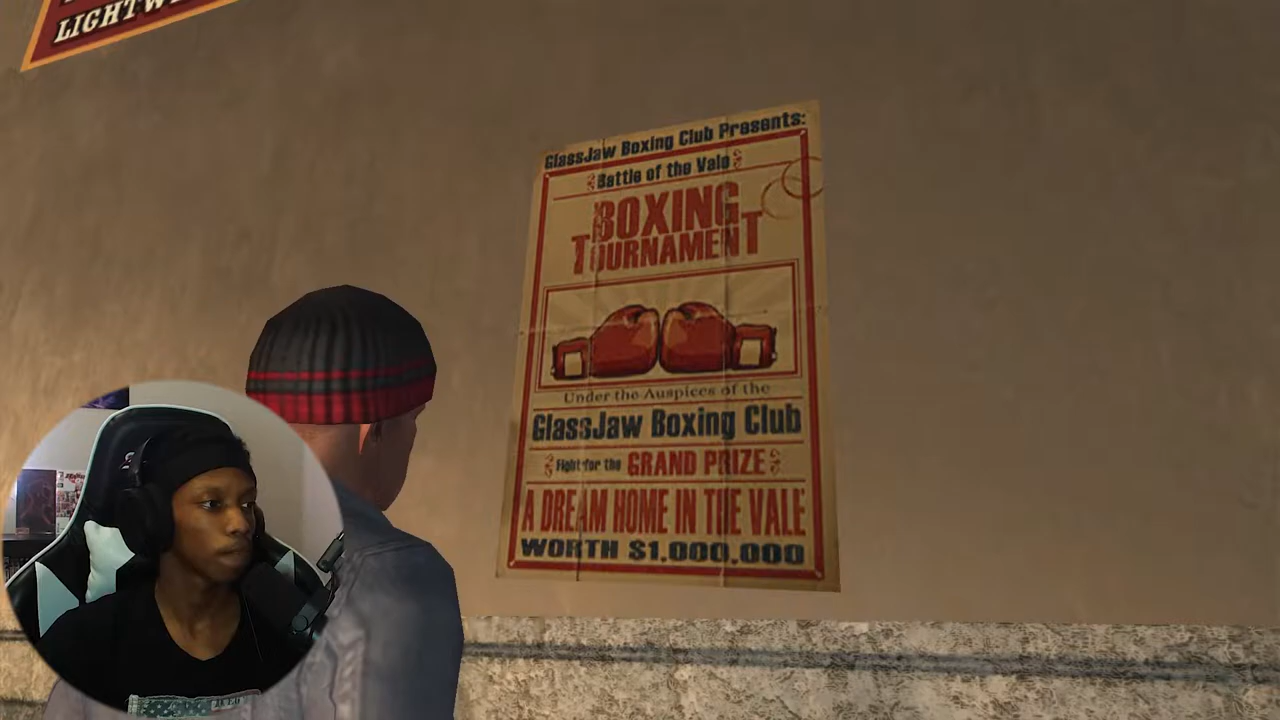 LIGHTW
GlassJaw Boxing Club Presents:
Battle of the Vale
BOXING
TOURNAMENT
Under the Auspices of the
GlassJaw Boxing Club
Fight for the GRAND PRIZE
A DREAM HOME IN THE VALE
WORTH $1,000,000